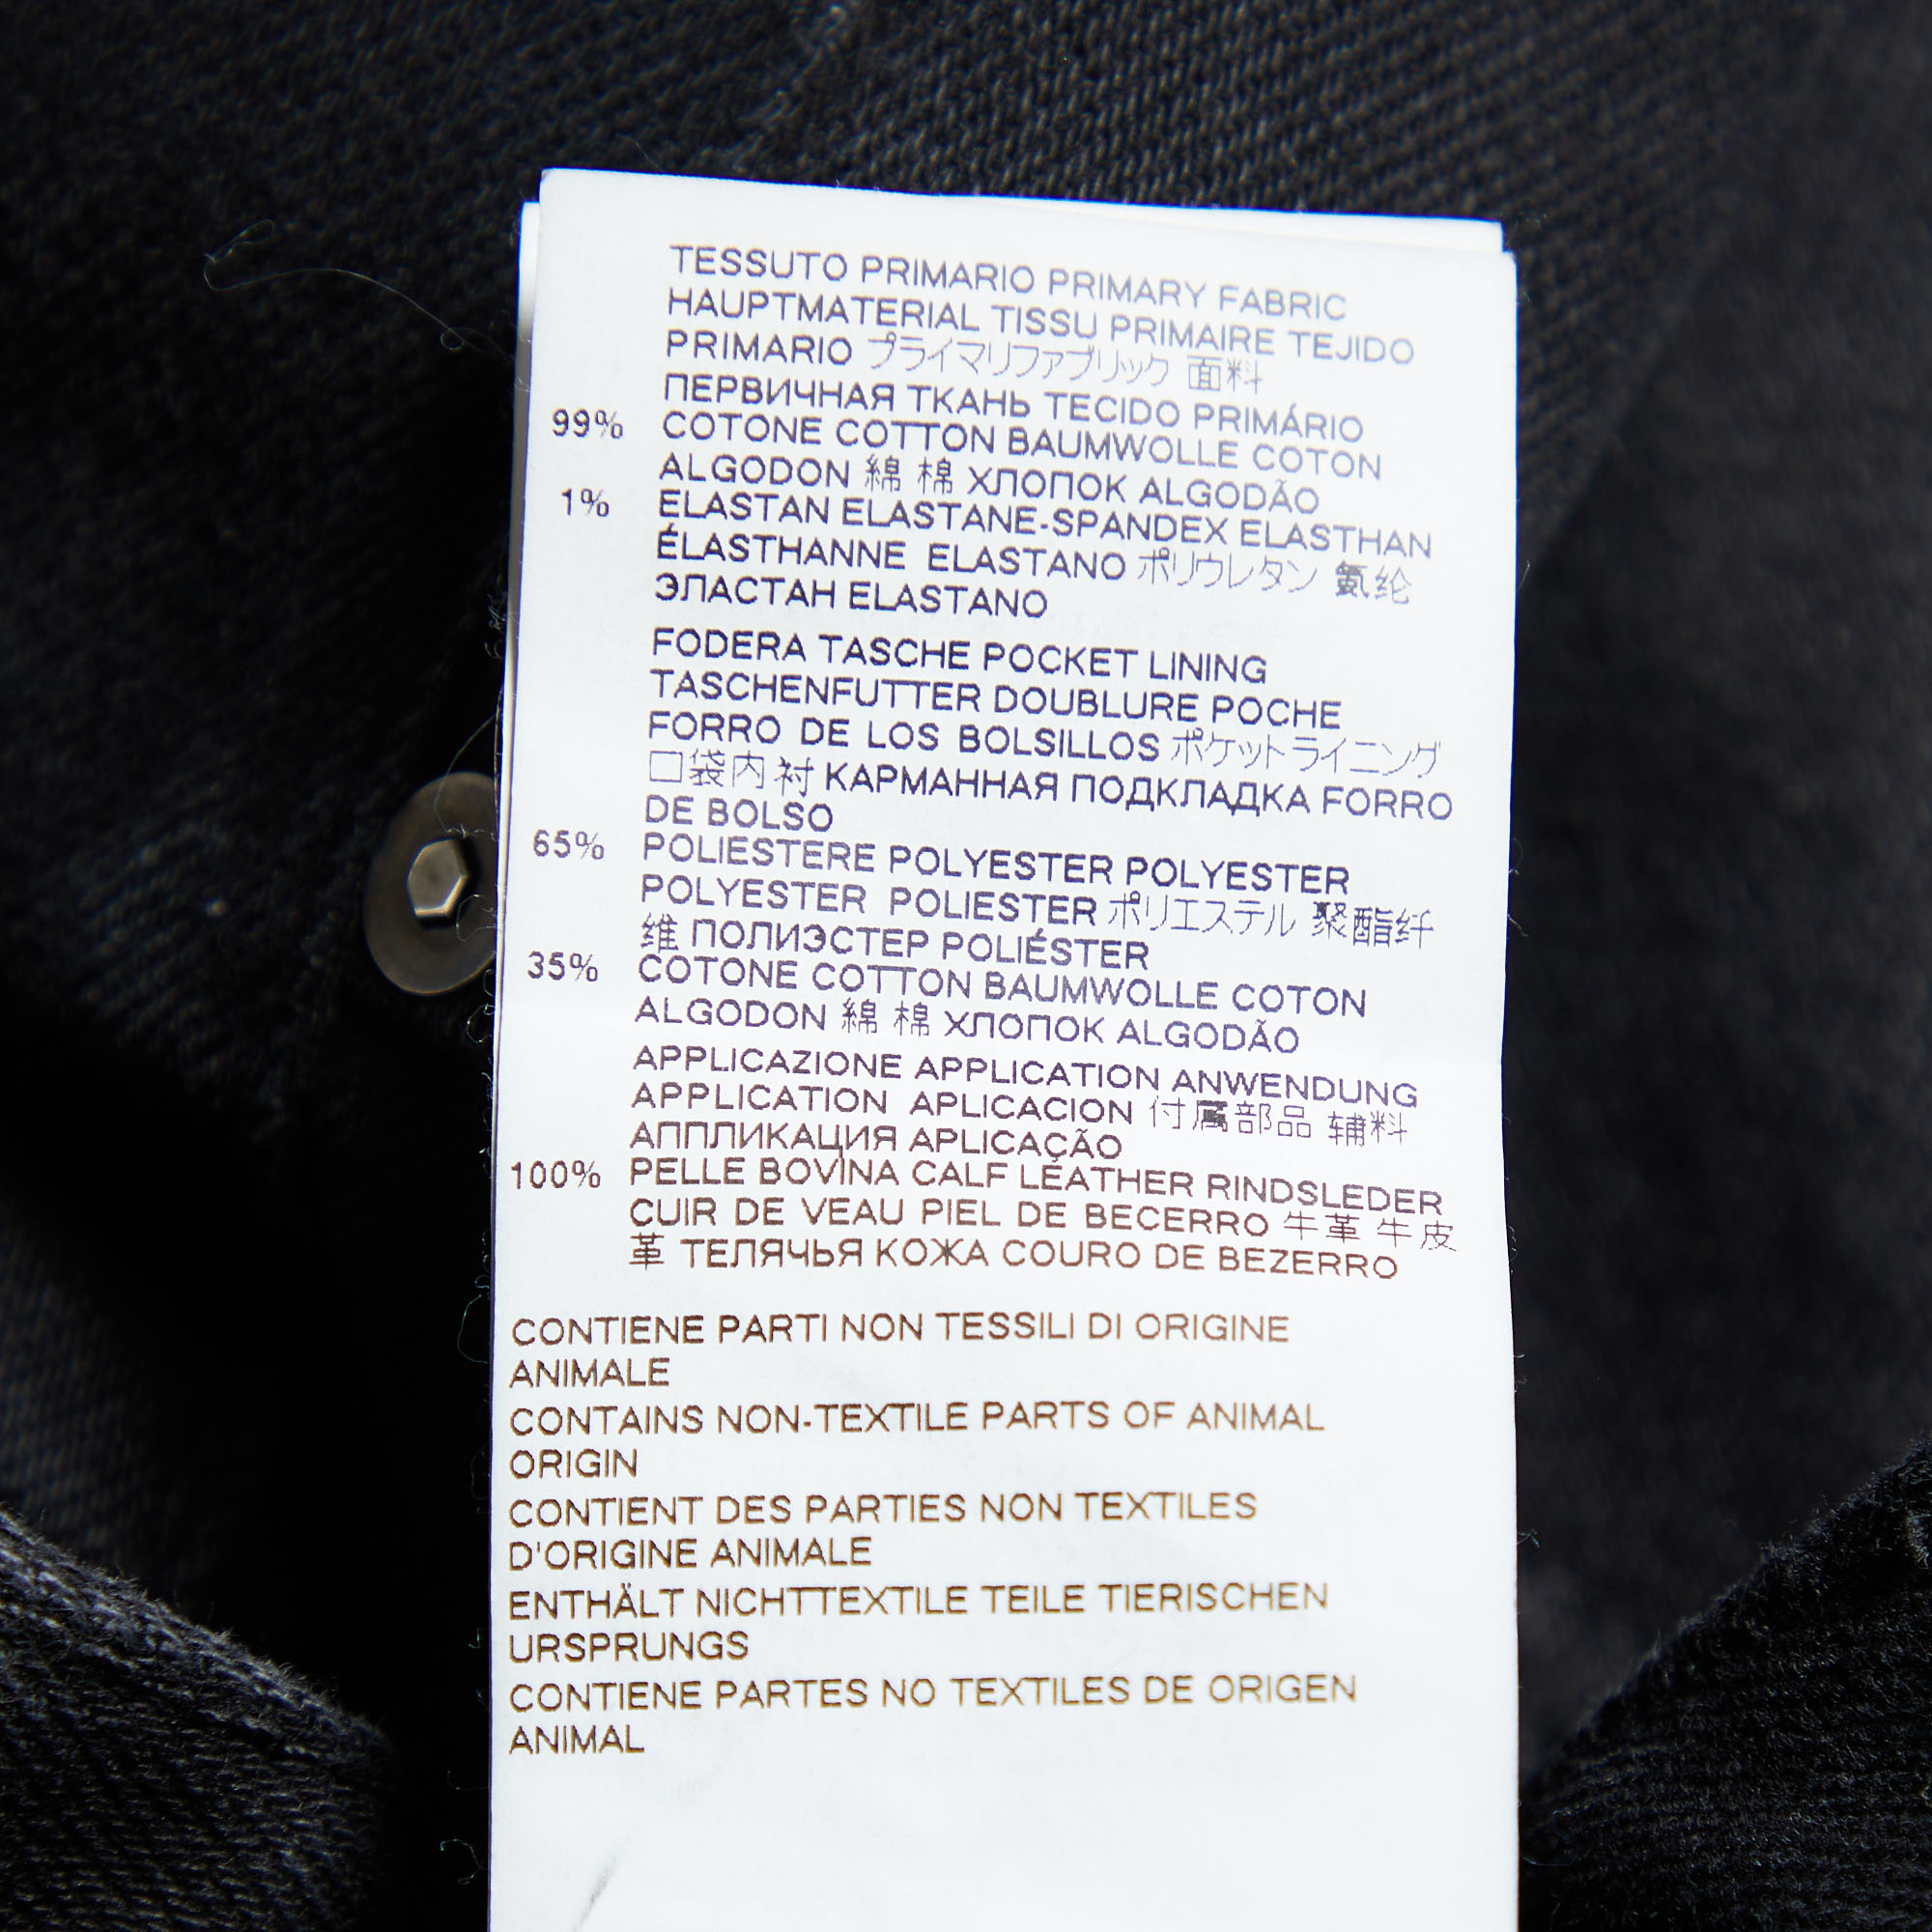 TESSUTO PRIMARIO PRIMARY FABRIC
HAUPTMATERIAL TISSU PRIMAIRE TEJIDO
PRIMARIO プライマリファブリック 面料
ПЕРВИЧНАЯ ТКАНЬ TECIDO PRIMÁRIO
99% COTONE COTTON BAUMWOLLE COTON
ALGODON 綿 棉 ХЛОПОК ALGODÃO
1% ELASTAN ELASTANE-SPANDEX ELASTHAN
ÉLASTHANNE ELASTANO ポリウレタン 氨纶
ЭЛАСТАН ELASTANO
FODERA TASCHE POCKET LINING
TASCHENFUTTER DOUBLURE POCHE
FORRO DE LOS BOLSILLOS ポケットライニング
口袋内衬 КАРМАННАЯ ПОДКЛАДКА FORRO
DE BOLSO
65% POLIESTERE POLYESTER POLYESTER
POLYESTER POLIESTER ポリエステル 聚酯纤
维 ПОЛИЭСТЕР POLIÉSTER
35% COTONE COTTON BAUMWOLLE COTON
ALGODON 綿 棉 ХЛОПОК ALGODÃO
APPLICAZIONE APPLICATION ANWENDUNG
APPLICATION APLICACION 付属部品 辅料
АППЛИКАЦИЯ APLICAÇÃO
100% PELLE BOVINA CALF LEATHER RINDSLEDER
CUIR DE VEAU PIEL DE BECERRO 牛革 牛皮
革 ТЕЛЯЧЬЯ КОЖА COURO DE BEZERRO
CONTIENE PARTI NON TESSILI DI ORIGINE
ANIMALE
CONTAINS NON-TEXTILE PARTS OF ANIMAL
ORIGIN
CONTIENT DES PARTIES NON TEXTILES
D'ORIGINE ANIMALE
ENTHÄLT NICHTTEXTILE TEILE TIERISCHEN
URSPRUNGS
CONTIENE PARTES NO TEXTILES DE ORIGEN
ANIMAL